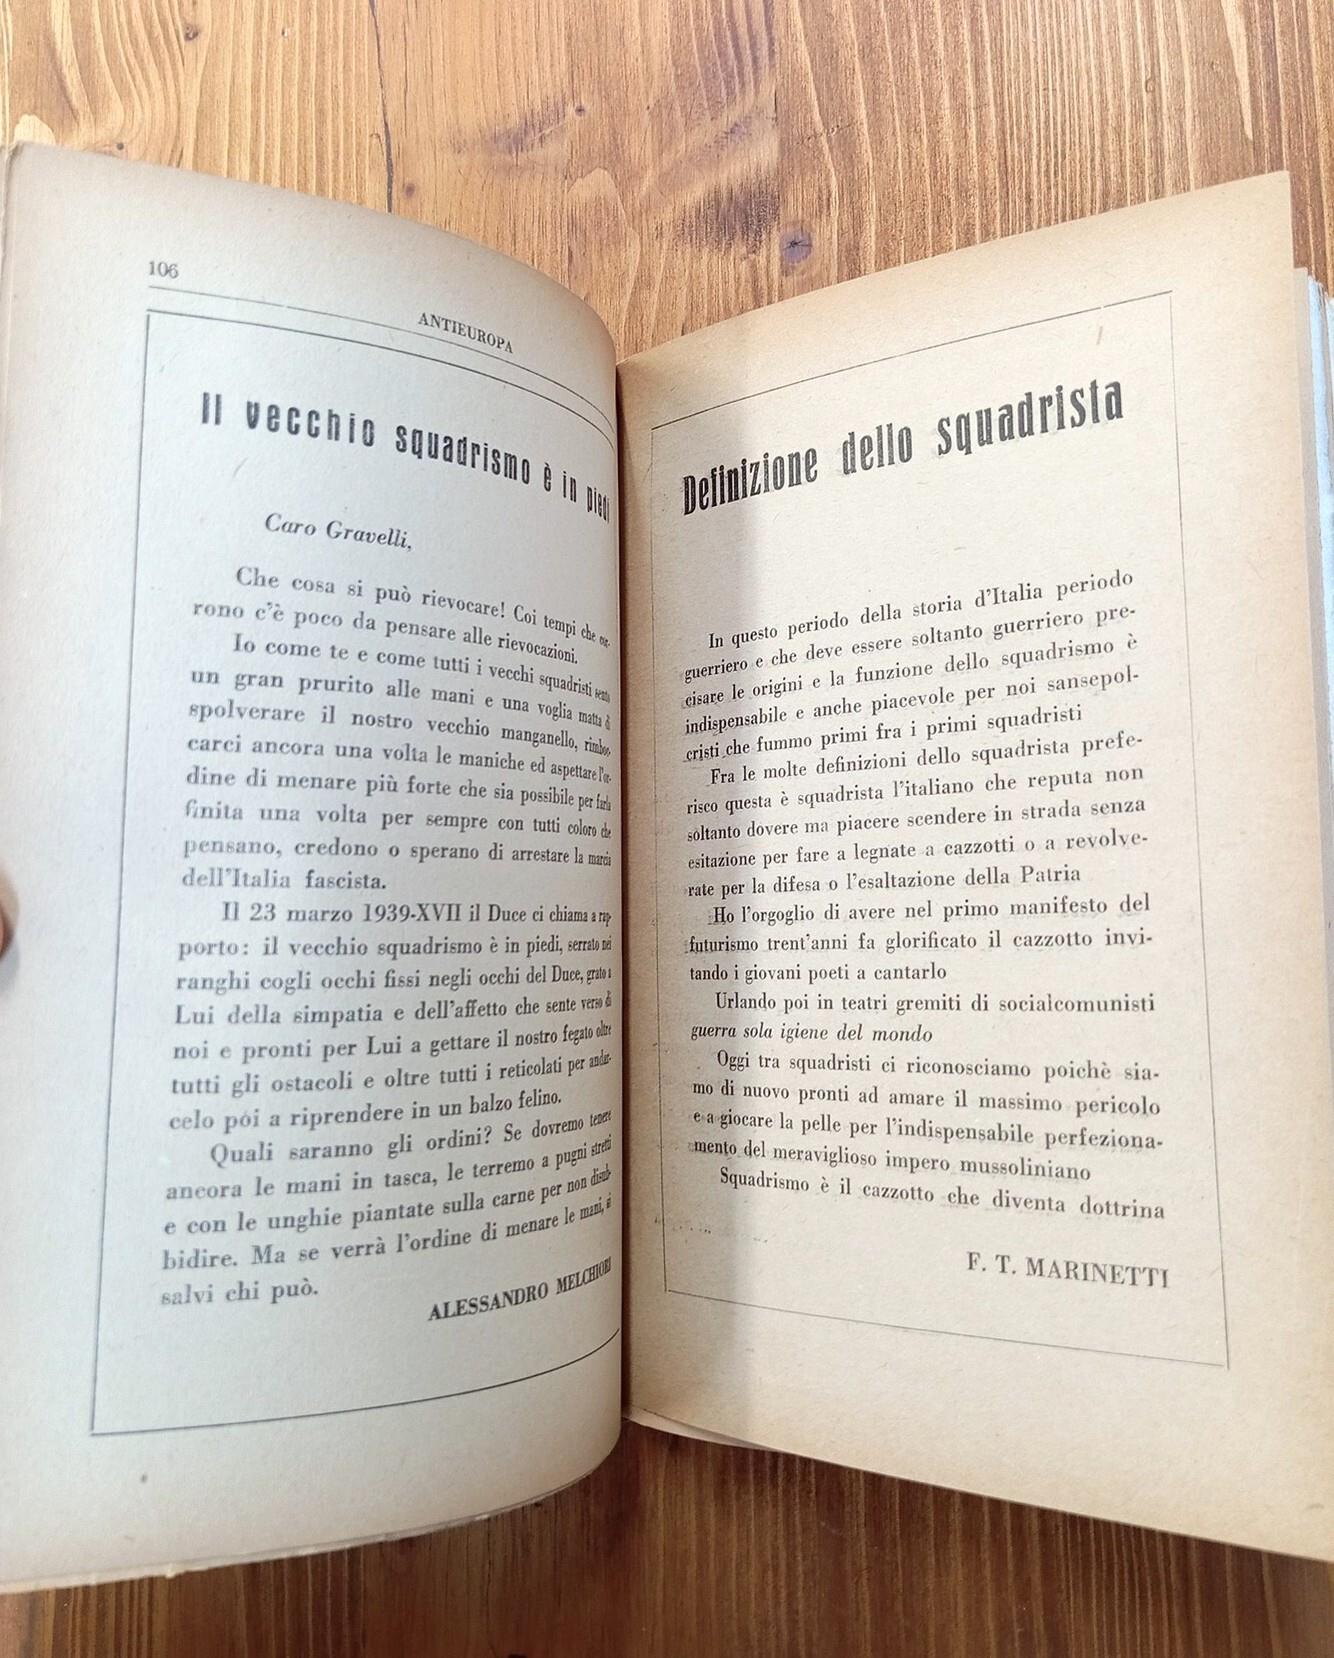 106
ANTIEUROPA
Il vecchio squadrismo è in piedi
Caro Gravelli,
Che cosa si può rievocare! Coi tempi che cor-
rono c'è poco da pensare alle rievocazioni.
Io come te e come tutti i vecchi squadristi sento
un gran prurito alle mani e una voglia matta di
spolverare il nostro vecchio manganello, rimboc-
carci ancora una volta le maniche ed aspettare l'or-
dine di menare più forte che sia possibile per farla
finita una volta per sempre con tutti coloro che
pensano, credono o sperano di arrestare la marcia
dell'Italia fascista.
Il 23 marzo 1939-XVII il Duce ci chiama a rap-
porto: il vecchio squadrismo è in piedi, serrato nei
ranghi cogli occhi fissi negli occhi del Duce, grato a
Lui della simpatia e dell'affetto che sente verso di
noi e pronti per Lui a gettare il nostro fegato oltre
tutti gli ostacoli e oltre tutti i reticolati per andar-
celo poi a riprendere in un balzo felino.
Quali saranno gli ordini? Se dovremo tenere
ancora le mani in tasca, le terremo a pugni stretti
e con le unghie piantate sulla carne per non disub-
bidire. Ma se verrà l'ordine di menare le mani, si
salvi chi può.
ALESSANDRO MELCHIORI
Definizione dello squadrista
In questo periodo della storia d'Italia periodo
guerriero e che deve essere soltanto guerriero pre-
cisare le origini e la funzione dello squadrismo è
indispensabile e anche piacevole per noi sansepol-
cristi che fummo primi fra i primi squadristi
Fra le molte definizioni dello squadrista prefe-
risco questa è squadrista l'italiano che reputa non
soltanto dovere ma piacere scendere in strada senza
esitazione per fare a legnate a cazzotti o a revolve-
rate per la difesa o l'esaltazione della Patria
Ho l'orgoglio di avere nel primo manifesto del
futurismo trent'anni fa glorificato il cazzotto invi-
tando i giovani poeti a cantarlo
Urlando poi in teatri gremiti di socialcomunisti
guerra sola igiene del mondo
Oggi tra squadristi ci riconosciamo poichè sia-
mo di nuovo pronti ad amare il massimo pericolo
e a giocare la pelle per l'indispensabile perfeziona-
mento del meraviglioso impero mussoliniano
Squadrismo è il cazzotto che diventa dottrina
F. T. MARINETTI